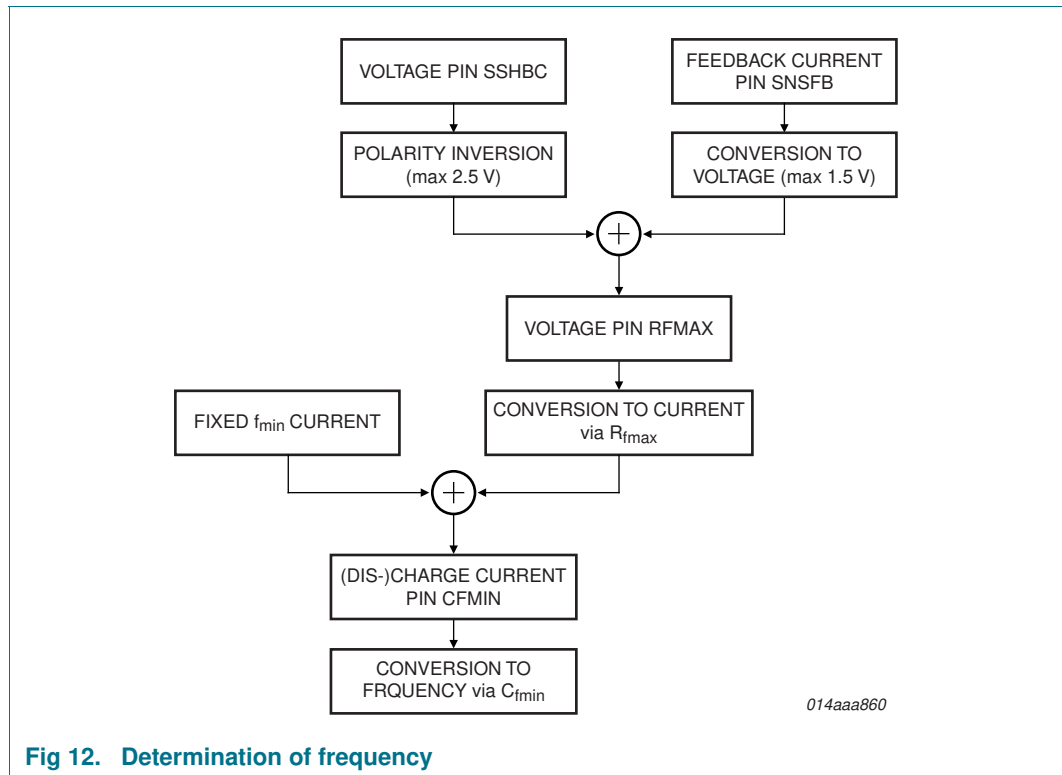 VOLTAGE PIN SSHBC
FEEDBACK CURRENT
PIN SNSFB
POLARITY INVERSION
(max 2.5 V)
CONVERSION TO
VOLTAGE (max 1.5 V)
+
VOLTAGE PIN RFMAX
FIXED fmin CURRENT
CONVERSION TO CURRENT
via Rfmax
+
(DIS-)CHARGE CURRENT
PIN CFMIN
CONVERSION TO
FRQUENCY via Cfmin
014aaa860
Fig 12. Determination of frequency